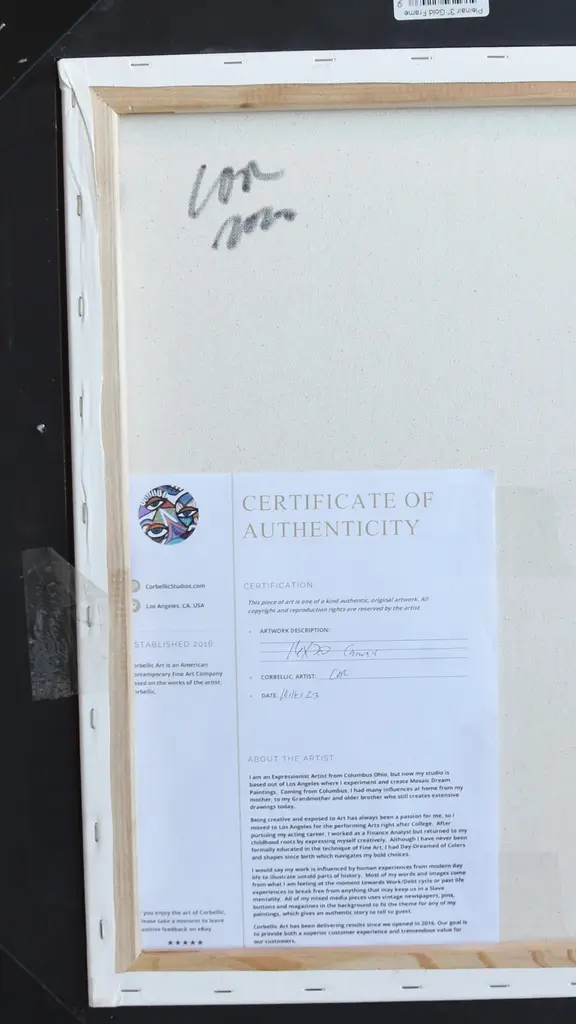 Pleinair 3" Gold Frame
9
CERTIFICATE OF
AUTHENTICITY
CorbellicStudios.com
Los Angeles, CA. USA
STABLISHED 2016
orbellic Art is an American
ontemporary Fine Art Company
ased on the works of the artist,
orbellic.
CERTIFICATION
This piece of art is one of a kind authentic, original artwork. All
copyright and reproduction rights are reserved by the artist
ARTWORK DESCRIPTION:
16x20 Canvas
CORBELLIC, ARTIST:
DATE:
ABOUT THE ARTIST
I am an Expressionist Artist from Columbus Ohio, but now my studio is
based out of Los Angeles where I experiment and create Mosaic Dream
Paintings. Coming from Columbus, I had many influences at home from my
mother, to my Grandmother and older brother who still creates extensive
drawings today.
Being creative and exposed to Art has always been a passion for me, so I
moved to Los Angeles for the performing Arts right after College. After
pursuing my acting career, I worked as a Finance Analyst but returned to my
childhood roots by expressing myself creatively. Although I have never been
formally educated in the technique of Fine Art, I had Day-Dreamed of Colors
and shapes since birth which navigates my bold choices.
I would say my work is influenced by human experiences from modern day
life to illustrate untold parts of history. Most of my words and images come
from what I am feeling at the moment towards Work/Debt cycle or past life
experiences to break free from anything that may keep us in a Slave
mentality. All of my mixed media pieces uses vintage newspapers, pins,
buttons and magazines in the background to fit the theme for any of my
paintings, which gives an authentic story to tell to guest.
Corbellic Art has been delivering results since we opened in 2016. Our goal is
to provide both a superior customer experience and tremendous value for
our customers.
you enjoy the art of Corbellic,
lease take a moment to leave
ositive feedback on eBay